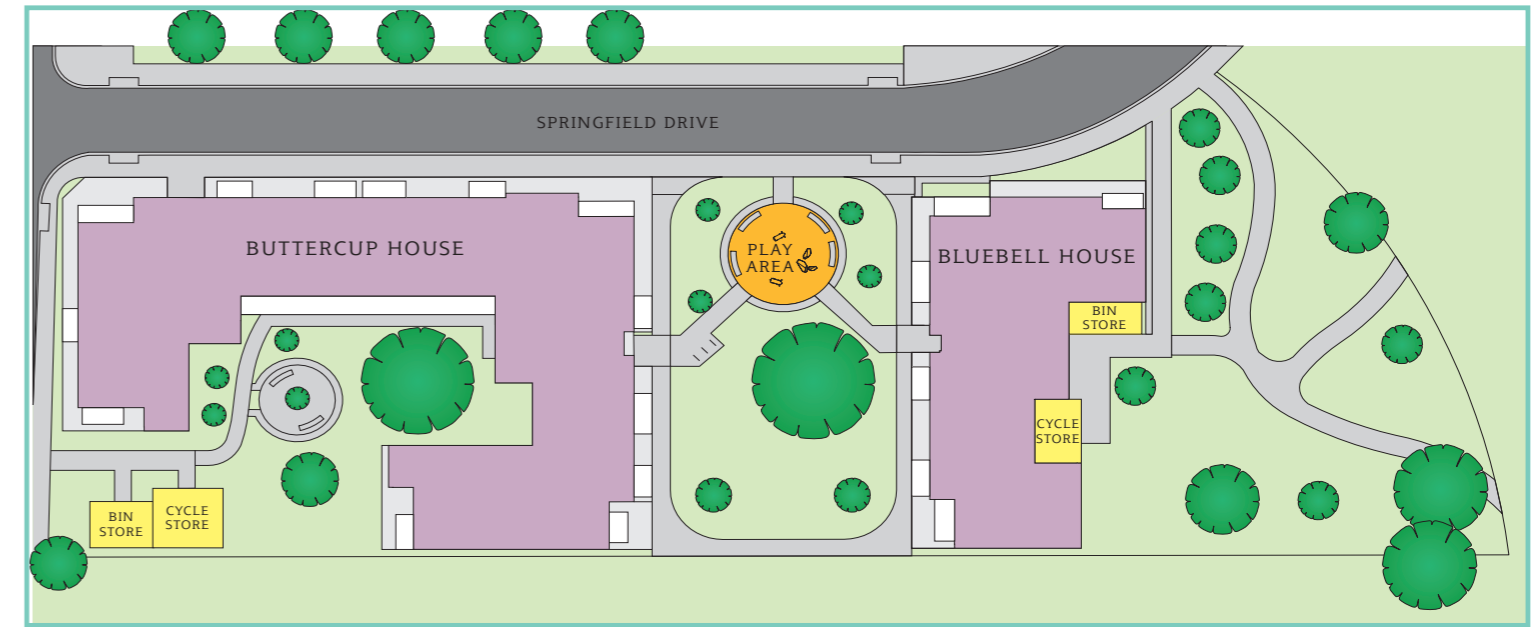 SPRINGFIELD DRIVE
BUTTERCUP HOUSE
PLAY
AREA
BLUEBELL HOUSE
BIN
STORE
CYCLE
STORE
BIN
STORE
CYCLE
STORE